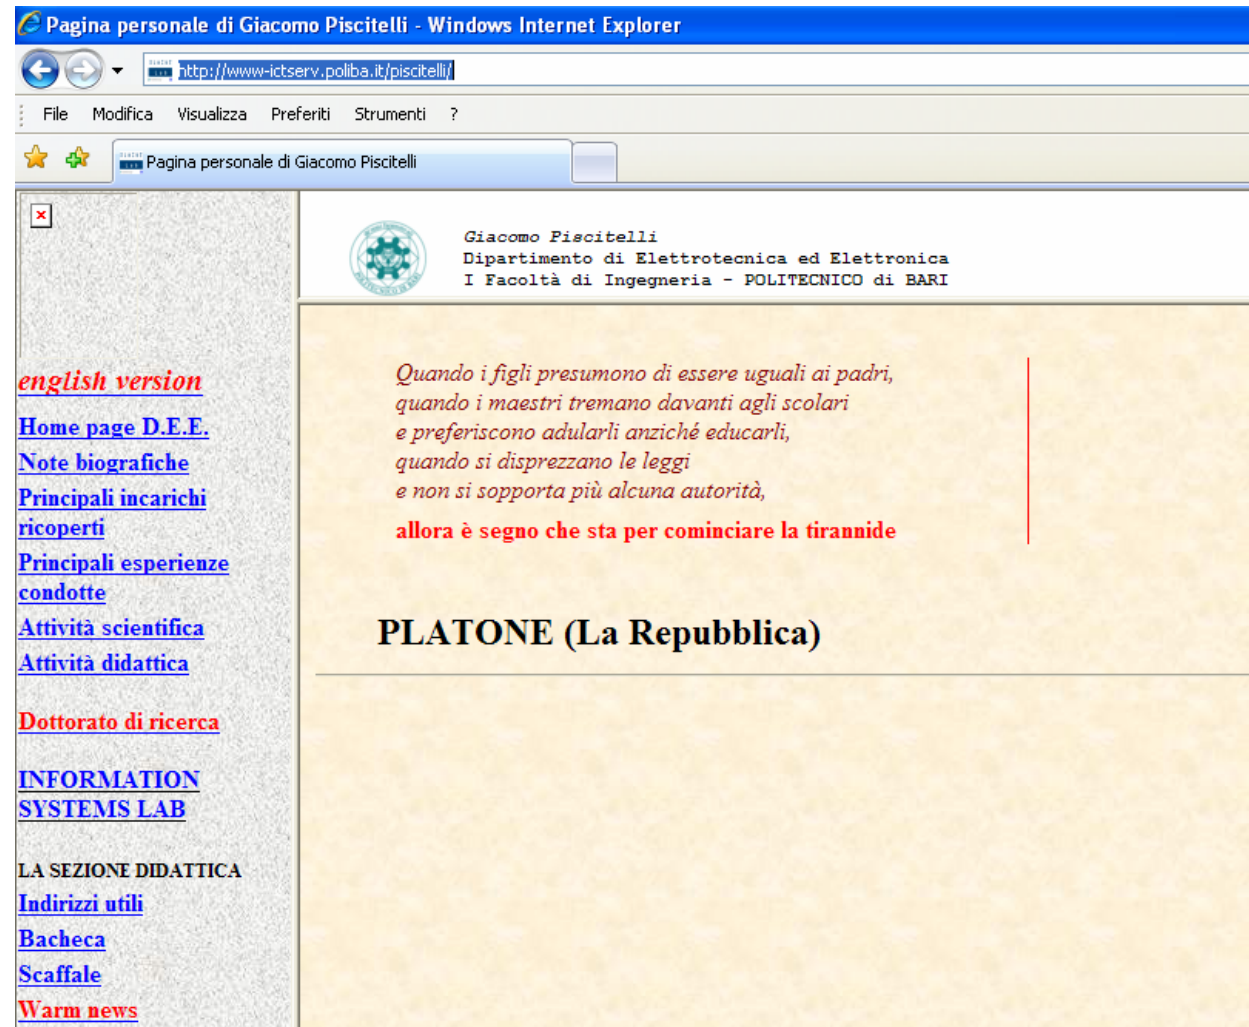 Pagina personale di Giacomo Piscitelli - Windows Internet Explorer
http://www-ictserv.poliba.it/piscitelli/
File Modifica Visualizza Preferiti Strumenti ?
Pagina personale di Giacomo Piscitelli
Giacomo Piscitelli
Dipartimento di Elettrotecnica ed Elettronica
I Facoltà di Ingegneria - POLITECNICO di BARI
english version
Home page D.E.E.
Note biografiche
Principali incarichi
ricoperti
Principali esperienze
condotte
Attività scientifica
Attività didattica
Dottorato di ricerca
INFORMATION
SYSTEMS LAB
LA SEZIONE DIDATTICA
Indirizzi utili
Bacheca
Scaffale
Warm news
Quando i figli presumono di essere uguali ai padri,
quando i maestri tremano davanti agli scolari
e preferiscono adularli anziché educarli,
quando si disprezzano le leggi
e non si sopporta più alcuna autorità,
allora è segno che sta per cominciare la tirannide
PLATONE (La Repubblica)